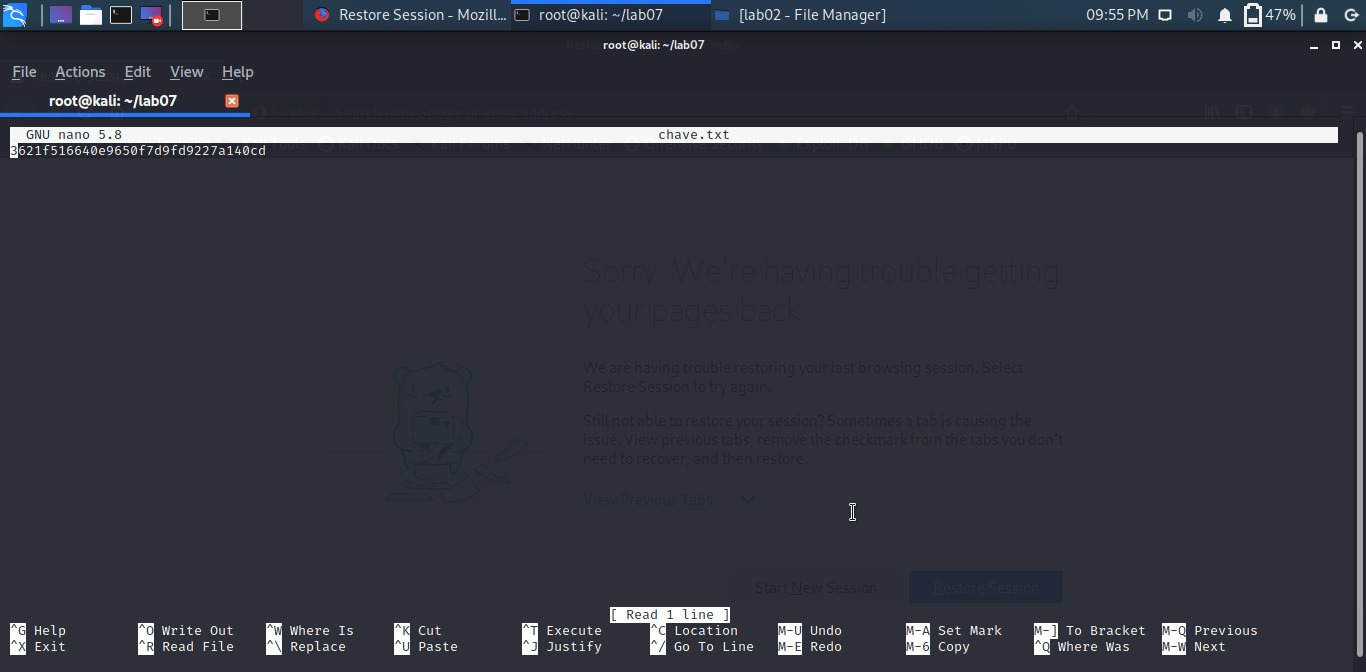 Restore Session - Mozill... root@kali: ~/lab07 [lab02 - File Manager] 09:55 PM 47%
root@kali: ~/lab07
File Actions Edit View Help
root@kali: ~/lab07
GNU nano 5.8 chave.txt
3621f516640e9650f7d9fd9227a140cd
Sorry. We're having trouble getting
your pages back.
We are having trouble restoring your last browsing session. Select
Restore Session to try again.
Still not able to restore your session? Sometimes a tab is causing the
issue. View previous tabs, remove the checkmark from the tabs you don't
need to recover, and then restore.
View Previous Tabs
Start New Session Restore Session
[ Read 1 line ]
^G Help ^O Write Out ^W Where Is ^K Cut ^T Execute ^C Location M-U Undo M-A Set Mark M-] To Bracket M-Q Previous
^X Exit ^R Read File ^\ Replace ^U Paste ^J Justify ^/ Go To Line M-E Redo M-6 Copy ^Q Where Was M-W Next